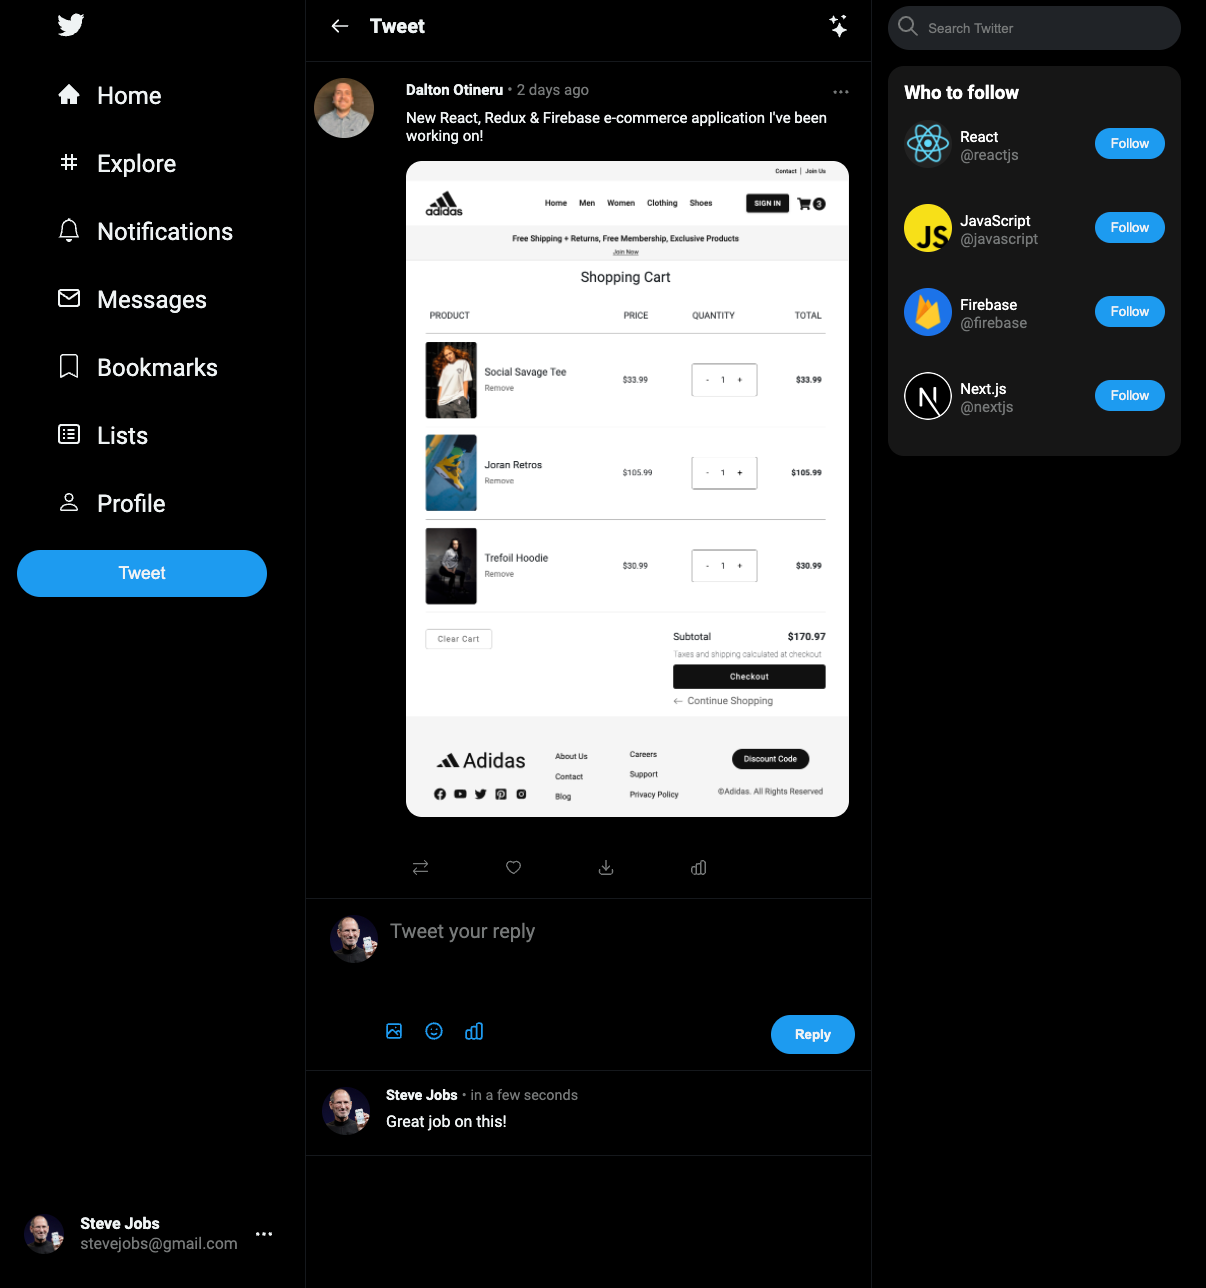 Home
Explore
Notifications
Messages
Bookmarks
Lists
Profile
Tweet
Steve Jobs
stevejobs@gmail.com
Tweet
Dalton Otineru • 2 days ago
New React, Redux & Firebase e-commerce application I've been
working on!
Contact | Join Us
adidas
Home Men Women Clothing Shoes SIGN IN 3
Free Shipping + Returns, Free Membership, Exclusive Products
Join Now
Shopping Cart
PRODUCT PRICE QUANTITY TOTAL
Social Savage Tee
Remove
$33.99 - 1 + $33.99
Joran Retros
Remove
$105.99 - 1 + $105.99
Trefoil Hoodie
Remove
$30.99 - 1 + $30.99
Clear Cart
Subtotal $170.97
Taxes and shipping calculated at checkout
Checkout
← Continue Shopping
Adidas
About Us
Contact
Blog
Careers
Support
Privacy Policy
Discount Code
©Adidas. All Rights Reserved
Tweet your reply
Reply
Steve Jobs • in a few seconds
Great job on this!
Search Twitter
Who to follow
React
@reactjs
Follow
JS
JavaScript
@javascript
Follow
Firebase
@firebase
Follow
N
Next.js
@nextjs
Follow